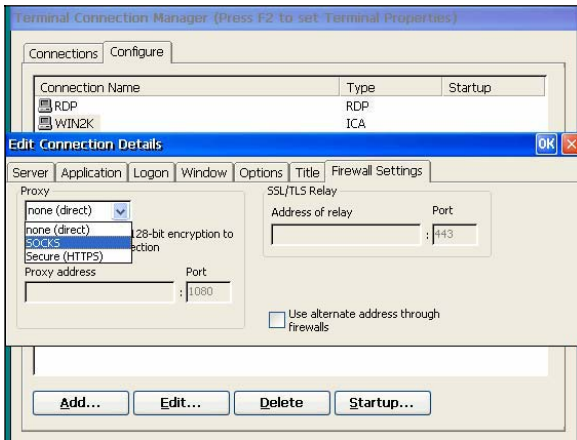 Terminal Connection Manager (Press F2 to set Terminal Properties)
Connections Configure
Connection Name Type Startup
RDP RDP
WIN2K ICA
Edit Connection Details OK
Server Application Logon Window Options Title Firewall Settings
Proxy SSL/TLS Relay
none (direct) Address of relay Port
none (direct) 128-bit encryption to : 443
SOCKS ection
Secure (HTTPS)
Proxy address Port
: 1080
Use alternate address through
firewalls
Add... Edit... Delete Startup...